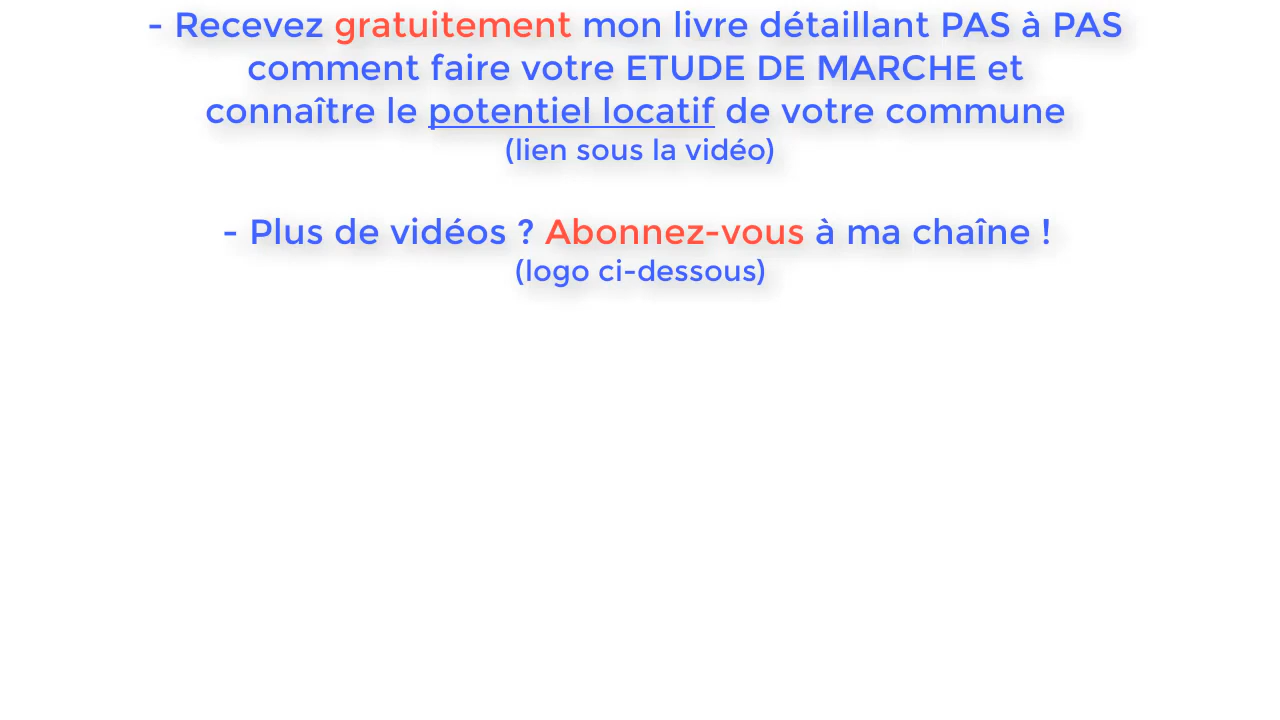 - Recevez gratuitement mon livre détaillant PAS à PAS
comment faire votre ETUDE DE MARCHE et
connaître le potentiel locatif de votre commune
(lien sous la vidéo)
- Plus de vidéos ? Abonnez-vous à ma chaîne !
(logo ci-dessous)